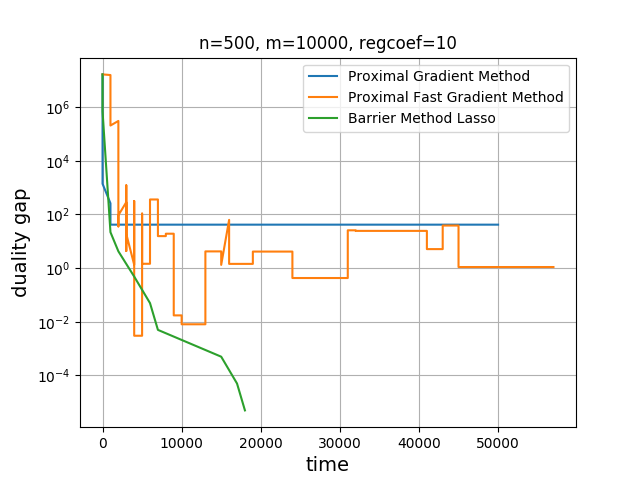 n=500, m=10000, regcoef=10
Proximal Gradient Method
Proximal Fast Gradient Method
Barrier Method Lasso
duality gap
10^6
10^4
10^2
10^0
10^-2
10^-4
0 10000 20000 30000 40000 50000
time